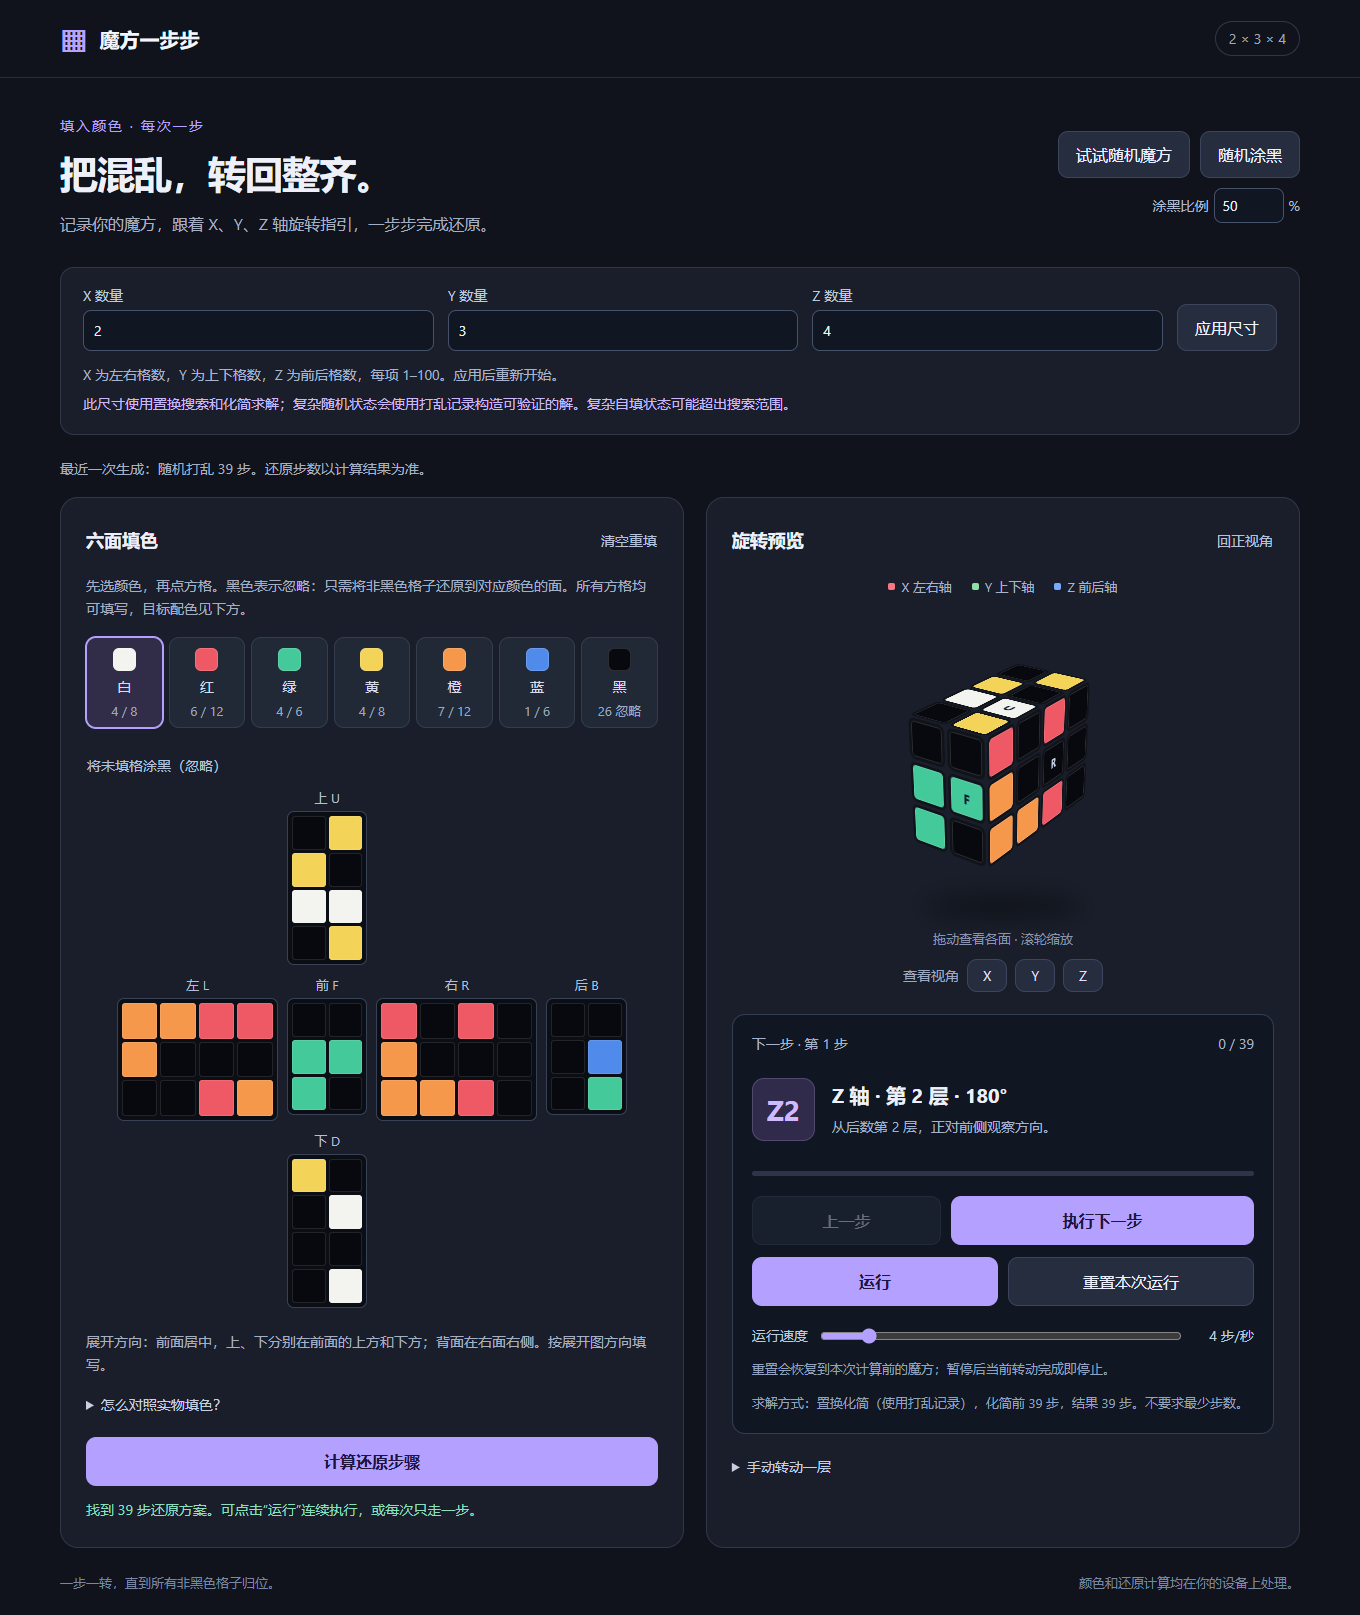 魔方一步步
2 × 3 × 4
填入颜色 · 每次一步
把混乱，转回整齐。
记录你的魔方，跟着 X、Y、Z 轴旋转指引，一步步完成还原。
试试随机魔方
随机涂黑
涂黑比例 50 %
X 数量
Y 数量
Z 数量
2
3
4
应用尺寸
X 为左右格数，Y 为上下格数，Z 为前后格数，每项 1–100。应用后重新开始。
此尺寸使用置换搜索和化简求解；复杂随机状态会使用打乱记录构造可验证的解。复杂自填状态可能超出搜索范围。
最近一次生成：随机打乱 39 步。还原步数以计算结果为准。
六面填色
清空重填
先选颜色，再点方格。黑色表示忽略：只需将非黑色格子还原到对应颜色的面。所有方格均
可填写，目标配色见下方。
白
4 / 8
红
6 / 12
绿
4 / 6
黄
4 / 8
橙
7 / 12
蓝
1 / 6
黑
26 忽略
将未填格涂黑（忽略）
上 U
左 L
前 F
右 R
后 B
下 D
展开方向：前面居中，上、下分别在前面的上方和下方；背面在右面右侧。按展开图方向填
写。
▶ 怎么对照实物填色？
计算还原步骤
找到 39 步还原方案。可点击“运行”连续执行，或每次只走一步。
旋转预览
回正视角
X 左右轴
Y 上下轴
Z 前后轴
U
R
F
拖动查看各面 · 滚轮缩放
查看视角 X Y Z
下一步 · 第 1 步
0 / 39
Z2
Z 轴 · 第 2 层 · 180°
从后数第 2 层，正对前侧观察方向。
上一步
执行下一步
运行
重置本次运行
运行速度
4 步/秒
重置会恢复到本次计算前的魔方；暂停后当前转动完成即停止。
求解方式：置换化简（使用打乱记录），化简前 39 步，结果 39 步。不要求最少步数。
▶ 手动转动一层
一步一转，直到所有非黑色格子归位。
颜色和还原计算均在你的设备上处理。